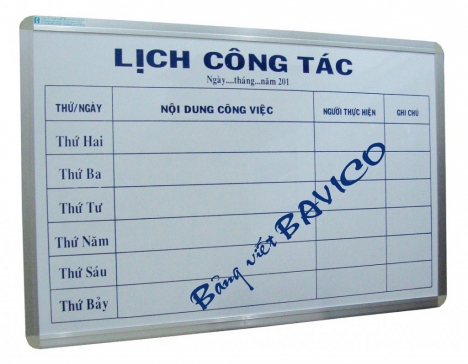 LỊCH CÔNG TÁC
Ngày....tháng...năm 201
THỨ/NGÀY NỘI DUNG CÔNG VIỆC NGƯỜI THỰC HIỆN GHI CHÚ
Thứ Hai
Thứ Ba
Thứ Tư
Thứ Năm
Thứ Sáu
Thứ Bảy
Bảng viết BAVICO